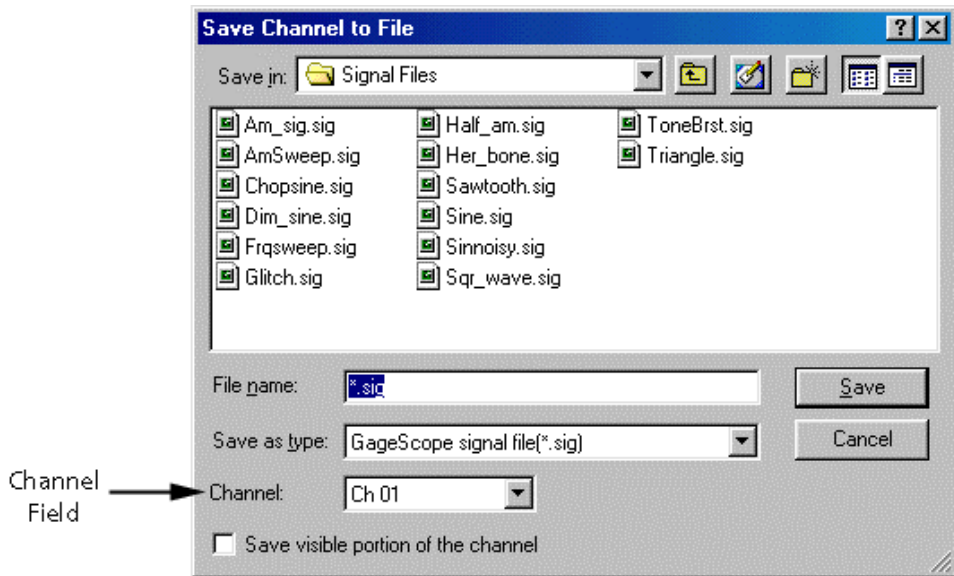 Save Channel to File
Save in: Signal Files
Am_sig.sig
AmSweep.sig
Chopsine.sig
Dim_sine.sig
Frqsweep.sig
Glitch.sig
Half_am.sig
Her_bone.sig
Sawtooth.sig
Sine.sig
Sinnoisy.sig
Sqr_wave.sig
ToneBrst.sig
Triangle.sig
File name: *.sig
Save
Save as type: GageScope signal file(*.sig)
Cancel
Channel
Field
Channel: Ch 01
Save visible portion of the channel